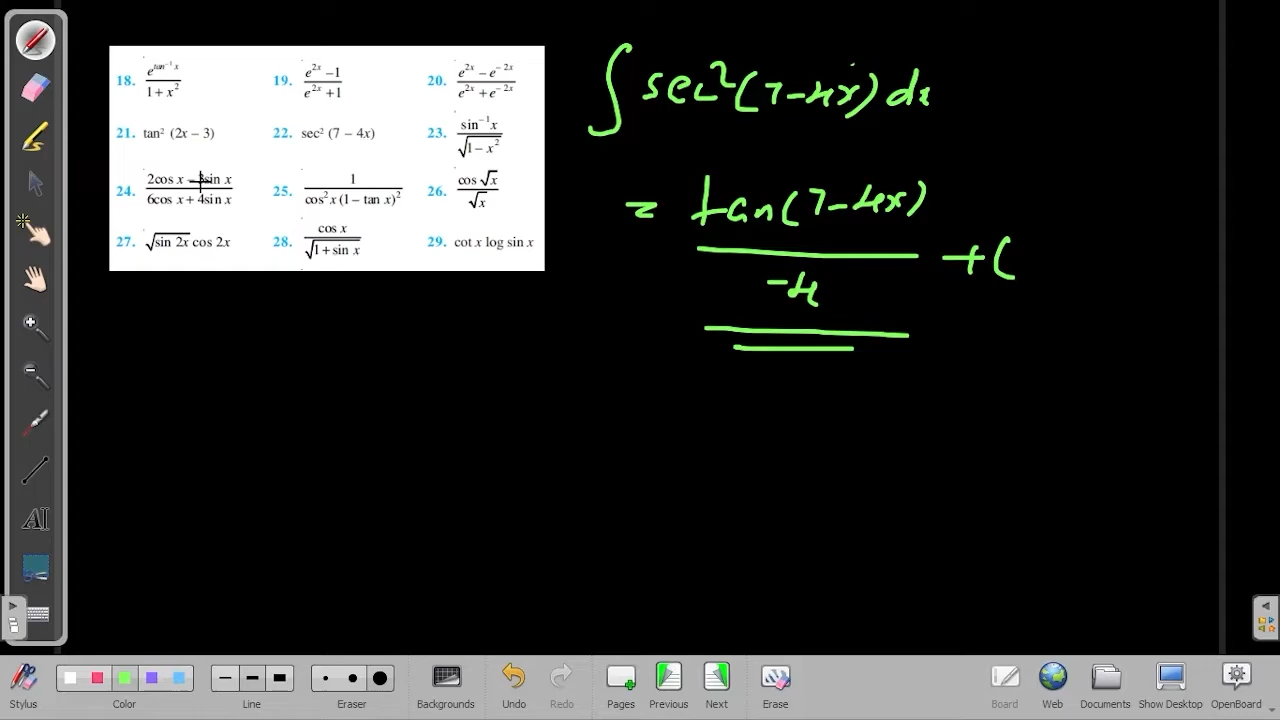 18. e^{tan⁻¹ x} / 1 + x² 19. e^{2x} – 1 / e^{2x} + 1 20. e^{2x} – e^{–2x} / e^{2x} + e^{–2x}
21. tan² (2x – 3) 22. sec² (7 – 4x) 23. sin⁻¹ x / √(1 – x²)
24. 2cos x – 3sin x / 6cos x + 4sin x 25. 1 / cos² x (1 – tan x)² 26. cos √x / √x
27. √sin 2x cos 2x 28. cos x / √(1 + sin x) 29. cot x log sin x
∫ sec²(7-4x) dx
= tan(7-4x) / -4 + C
Stylus Color Line Eraser Backgrounds Undo Redo Pages Previous Next Erase Board Web Documents Show Desktop OpenBoard